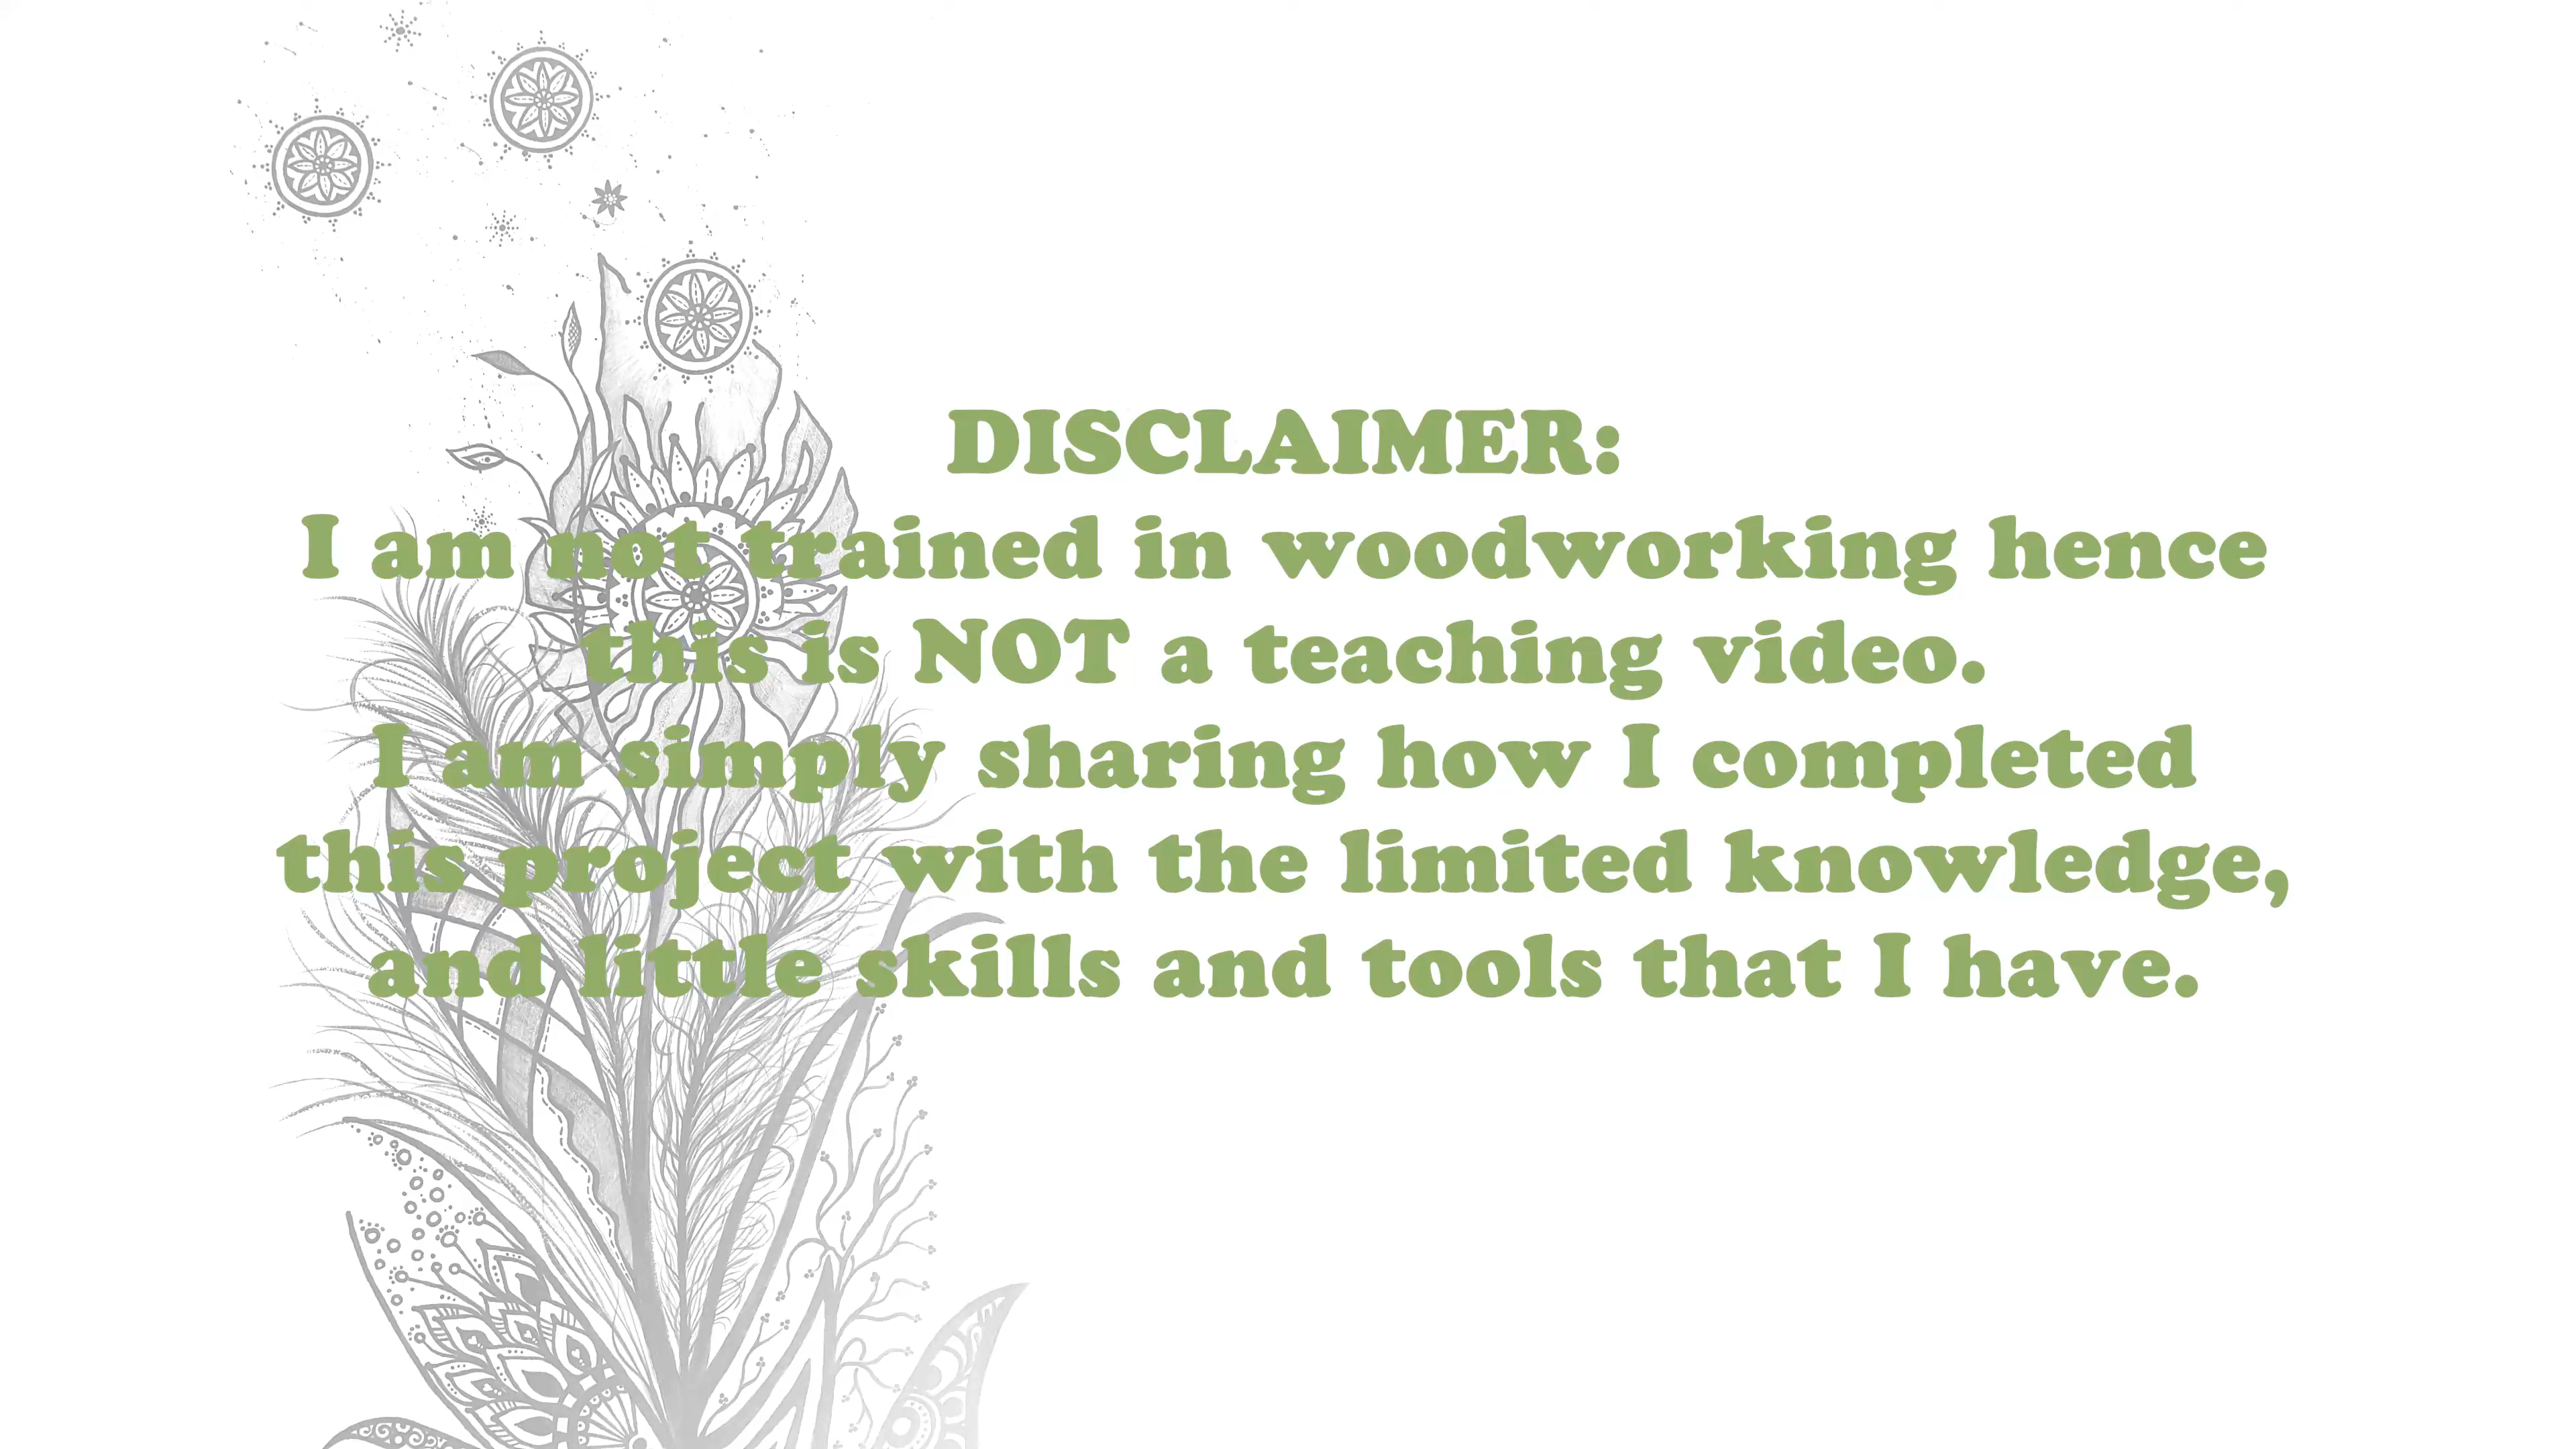 DISCLAIMER:
I am not trained in woodworking hence
this is NOT a teaching video.
I am simply sharing how I completed
this project with the limited knowledge,
and little skills and tools that I have.